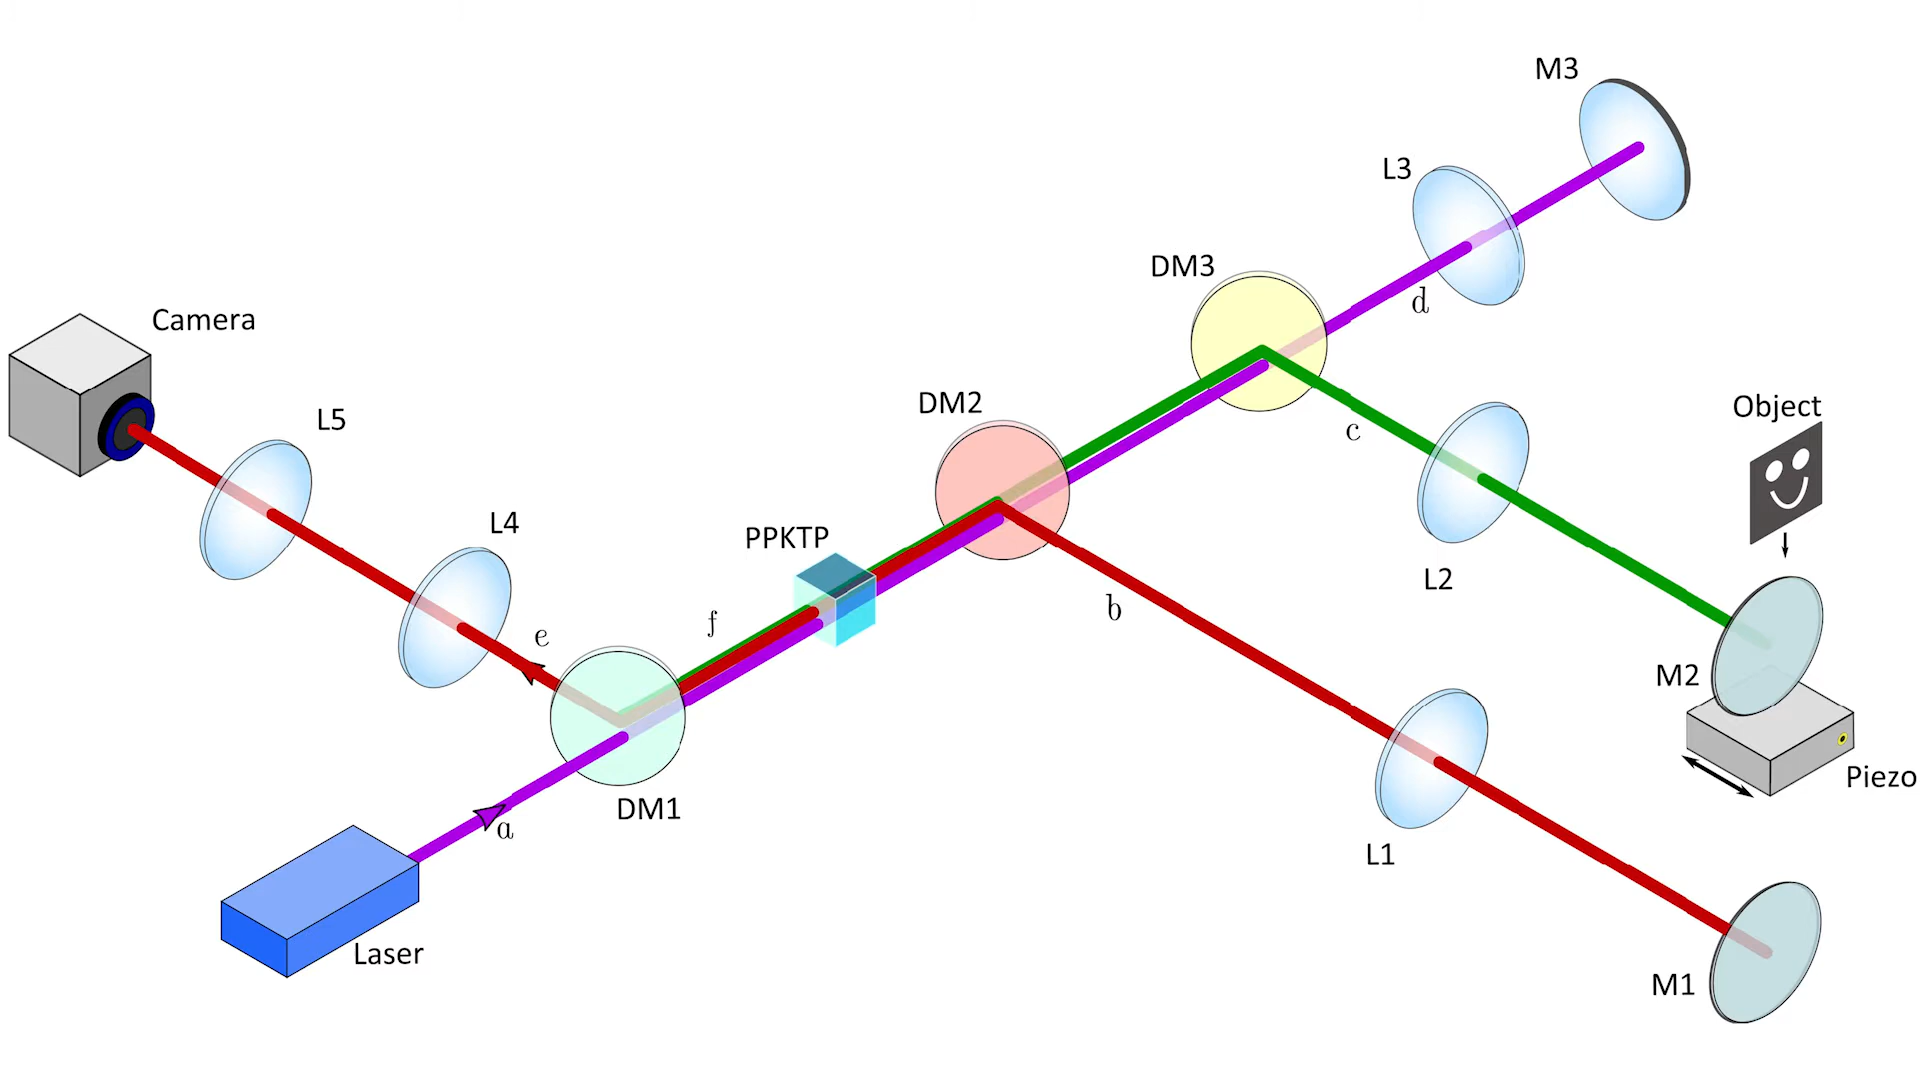 M3
L3
DM3
d
Camera
DM2
c
Object
L5
L4
PPKTP
L2
f
b
e
M2
Piezo
DM1
a
L1
Laser
M1